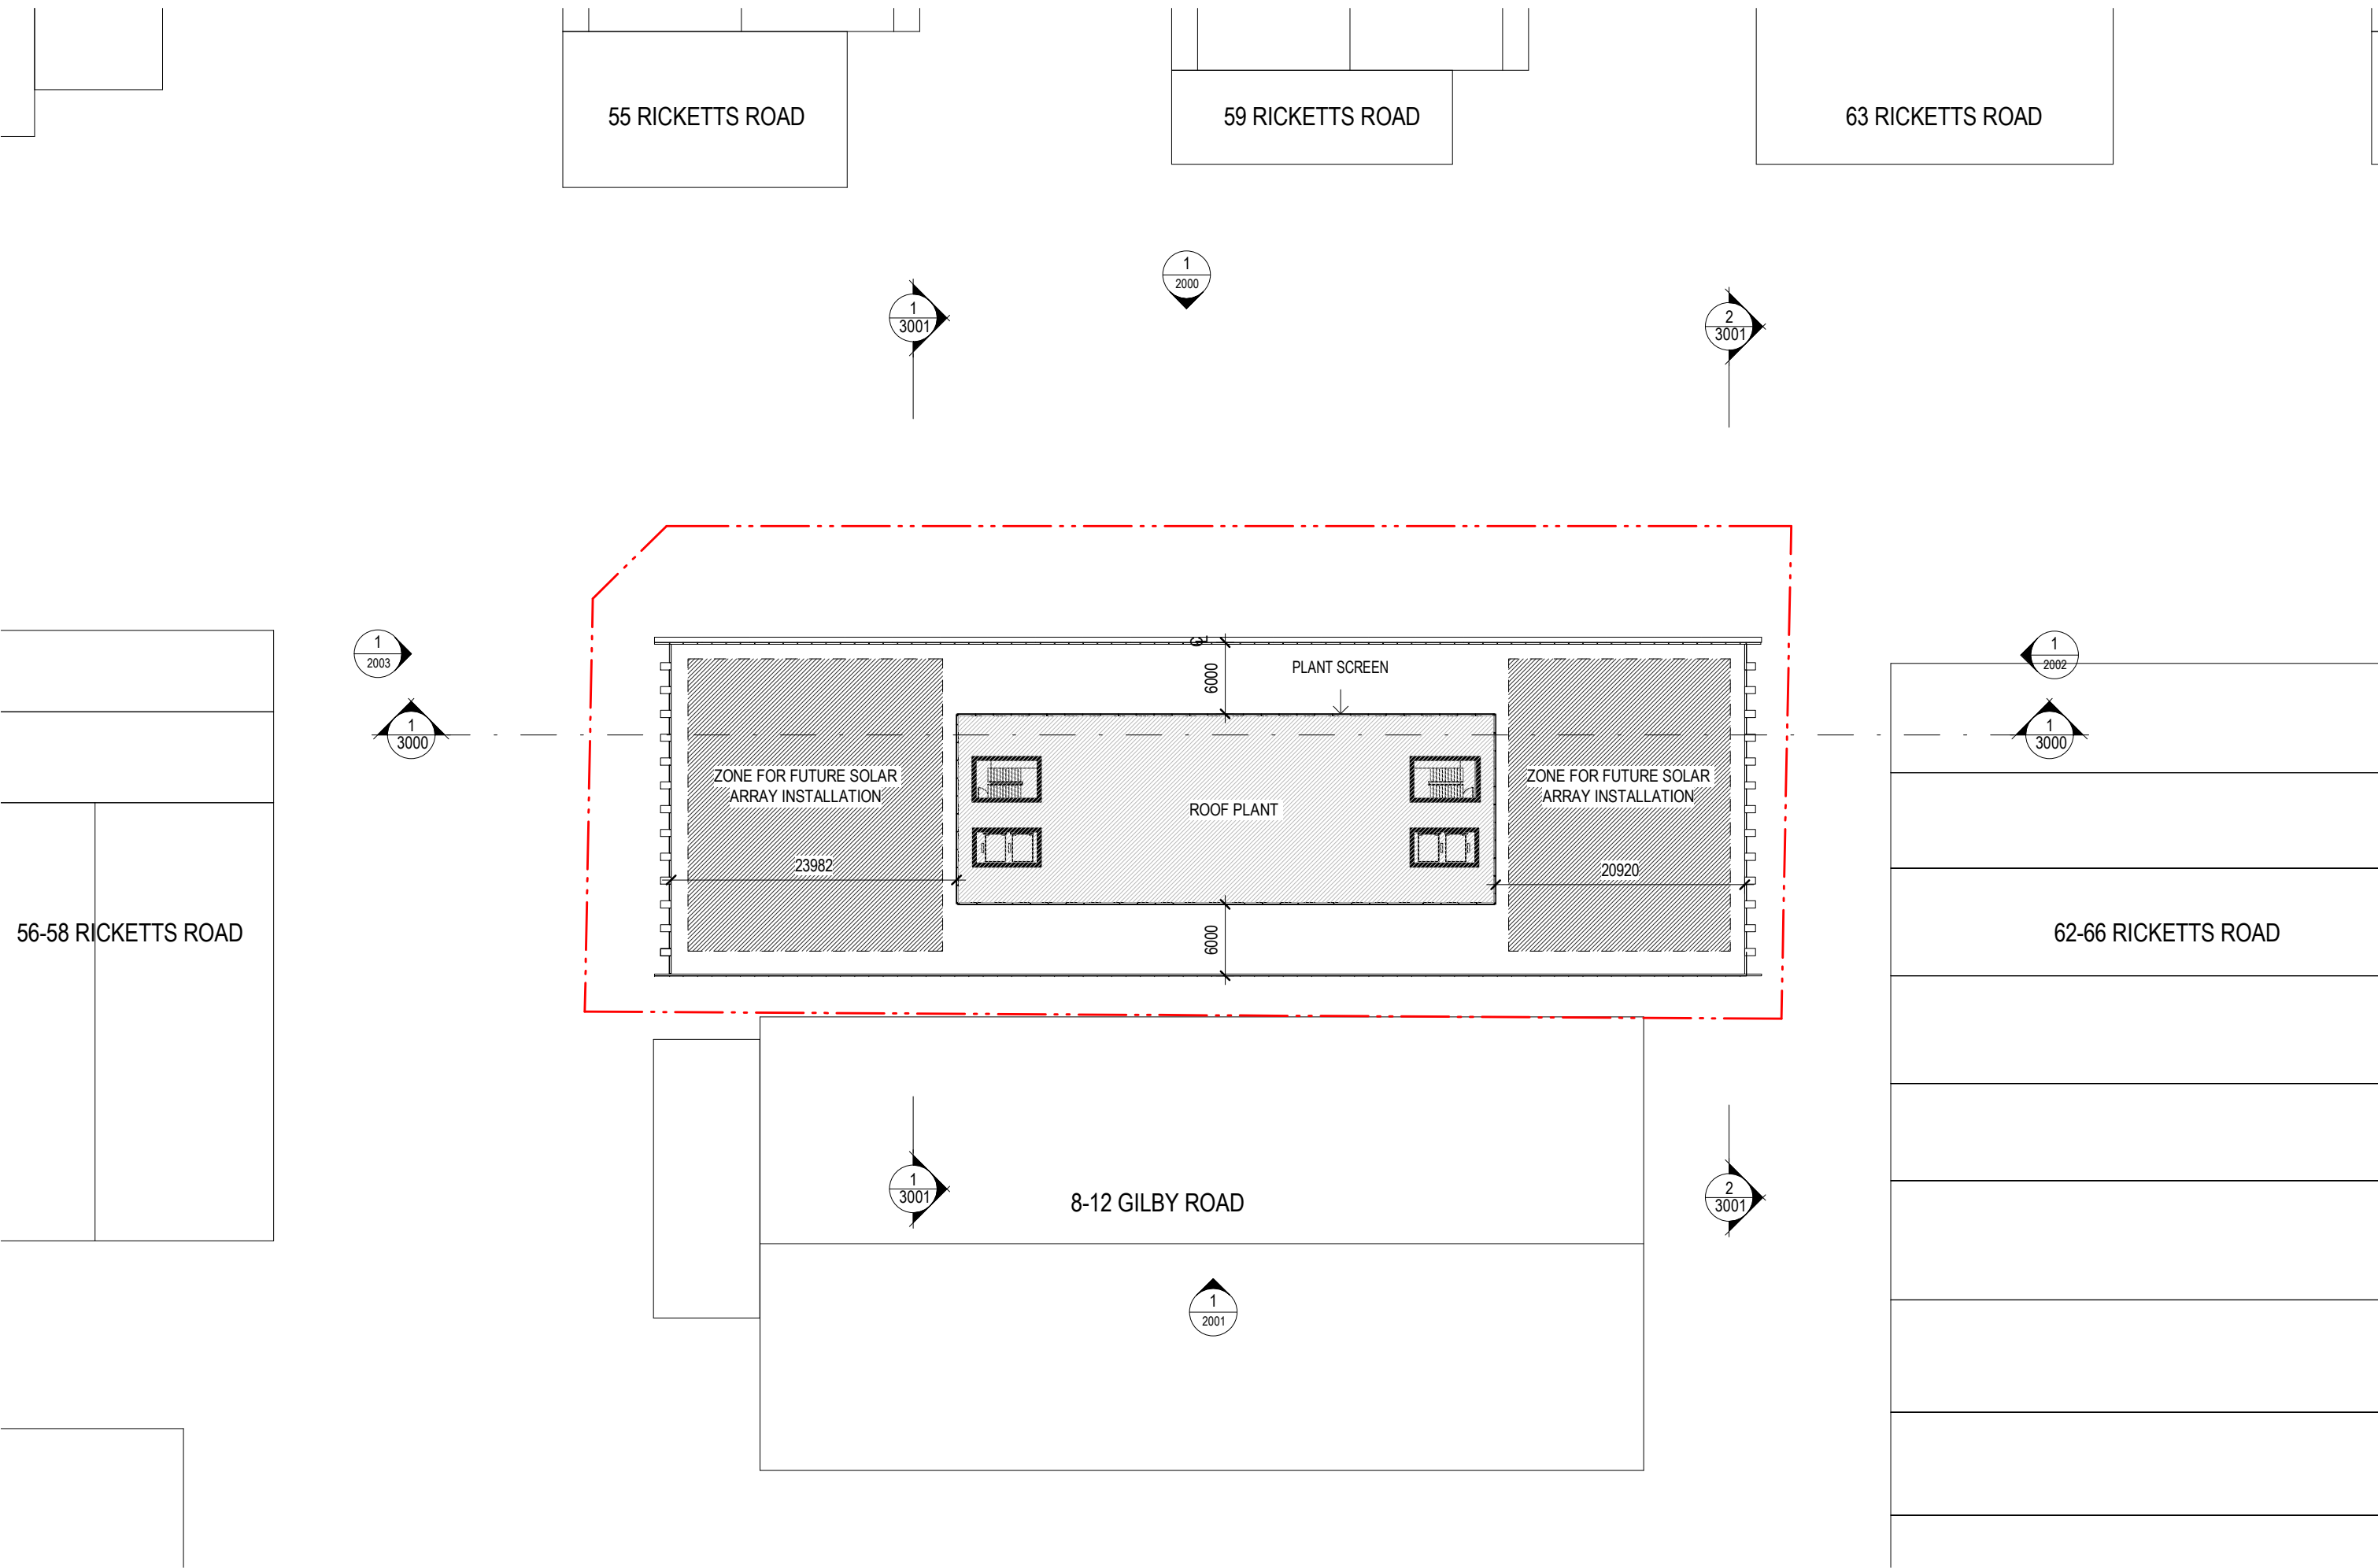 55 RICKETTS ROAD
59 RICKETTS ROAD
63 RICKETTS ROAD
1
2000
1
3001
2
3001
1
2003
1
2002
1
3000
1
3000
6000
PLANT SCREEN
ZONE FOR FUTURE SOLAR
ARRAY INSTALLATION
ZONE FOR FUTURE SOLAR
ARRAY INSTALLATION
ROOF PLANT
23982
20920
6000
56-58 RICKETTS ROAD
62-66 RICKETTS ROAD
1
3001
8-12 GILBY ROAD
2
3001
1
2001